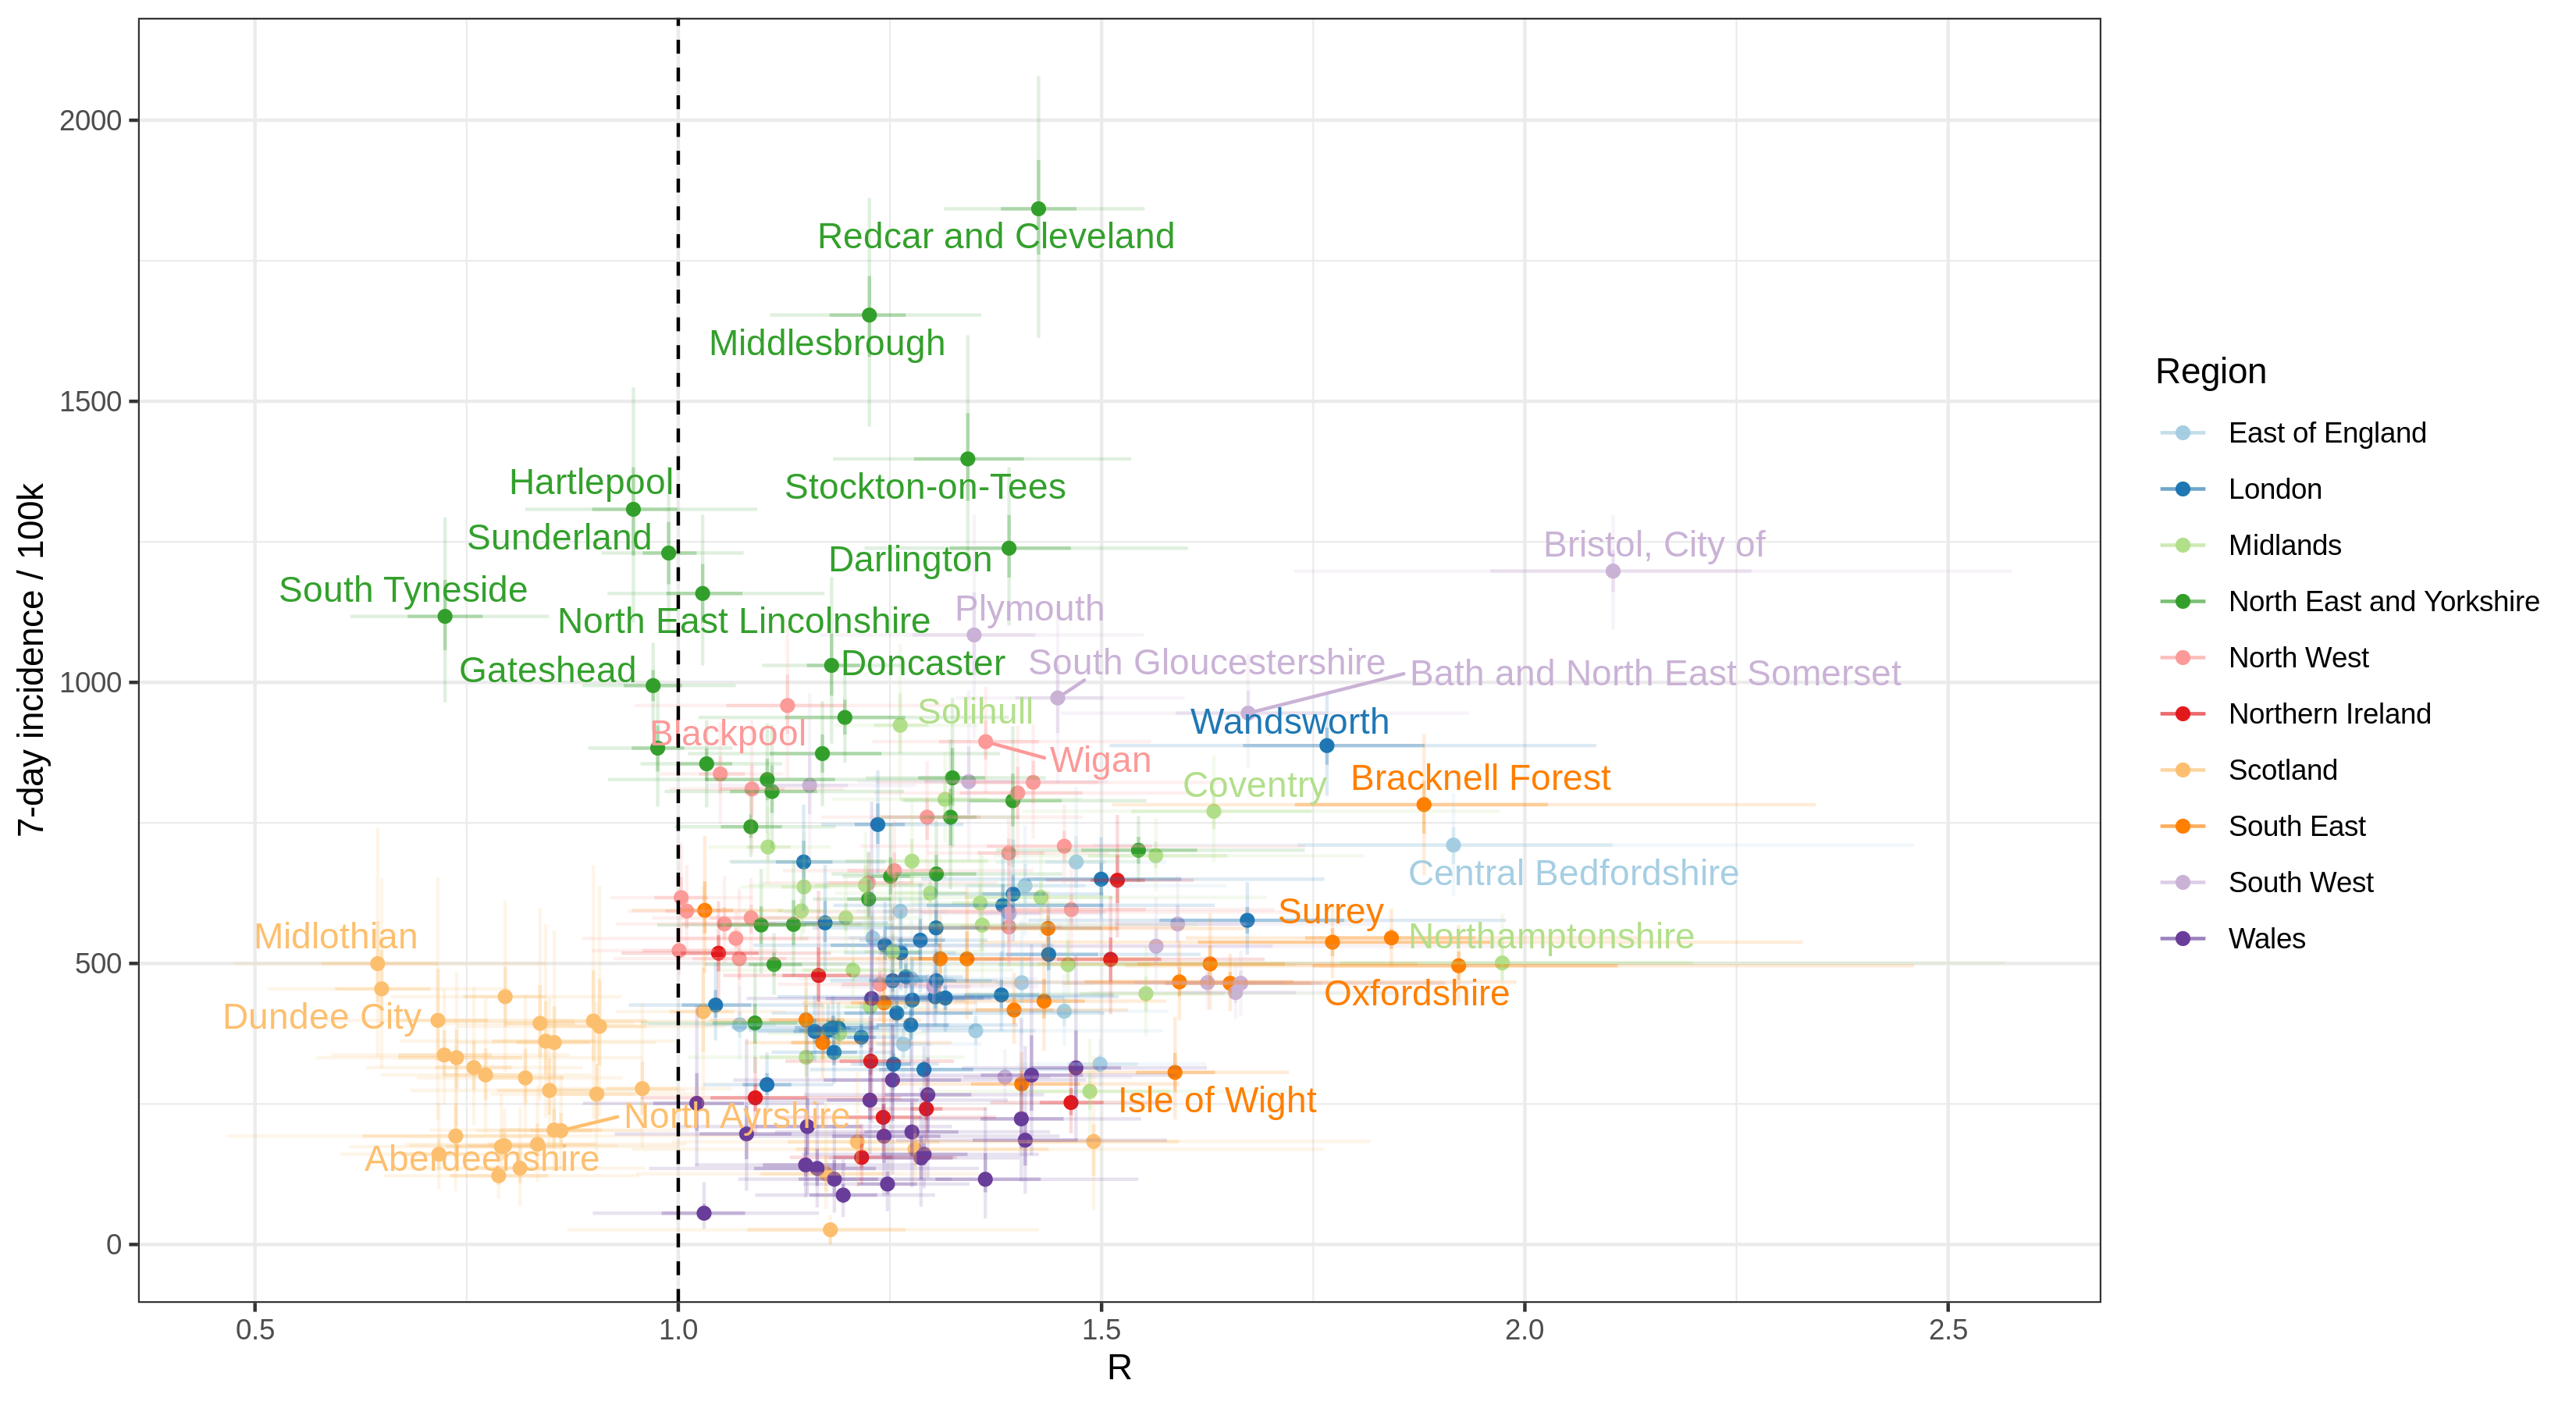 2000
1500
1000
500
0
7-day incidence / 100k
Redcar and Cleveland
Middlesbrough
Hartlepool
Stockton-on-Tees
Sunderland
Darlington
Bristol, City of
South Tyneside
Plymouth
North East Lincolnshire
Gateshead
Doncaster
South Gloucestershire
Bath and North East Somerset
Solihull
Wandsworth
Blackpool
Wigan
Coventry
Bracknell Forest
Central Bedfordshire
Surrey
Midlothian
Northamptonshire
Oxfordshire
Dundee City
Isle of Wight
North Ayrshire
Aberdeenshire
0.5
1.0
1.5
2.0
2.5
R
Region
East of England
London
Midlands
North East and Yorkshire
North West
Northern Ireland
Scotland
South East
South West
Wales